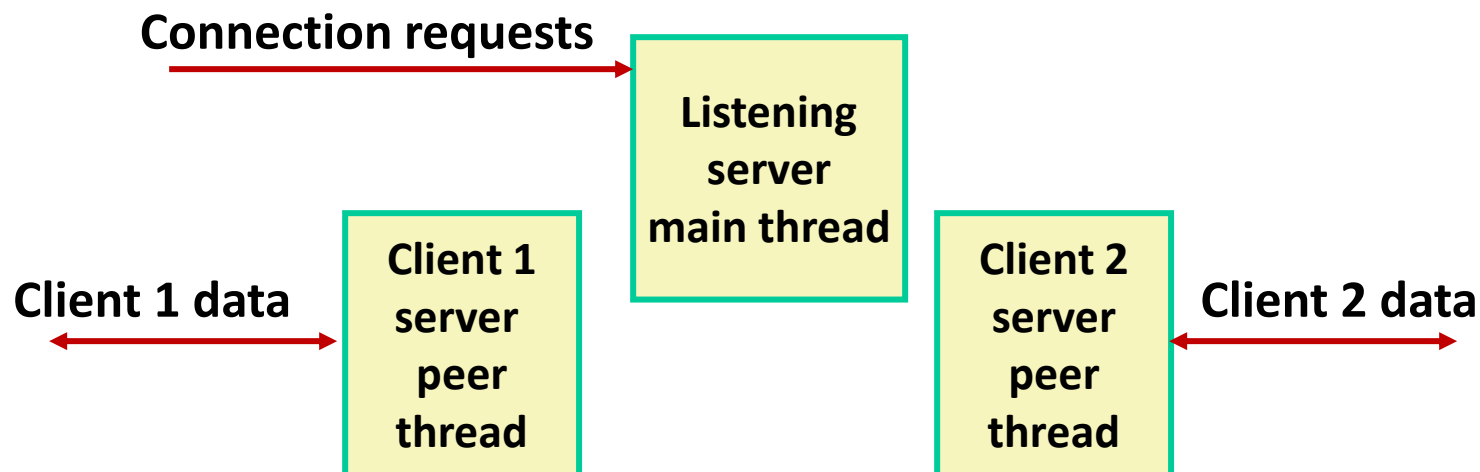 Connection requests
Listening
server
main thread
Client 1 data
Client 1
server
peer
thread
Client 2
server
peer
thread
Client 2 data